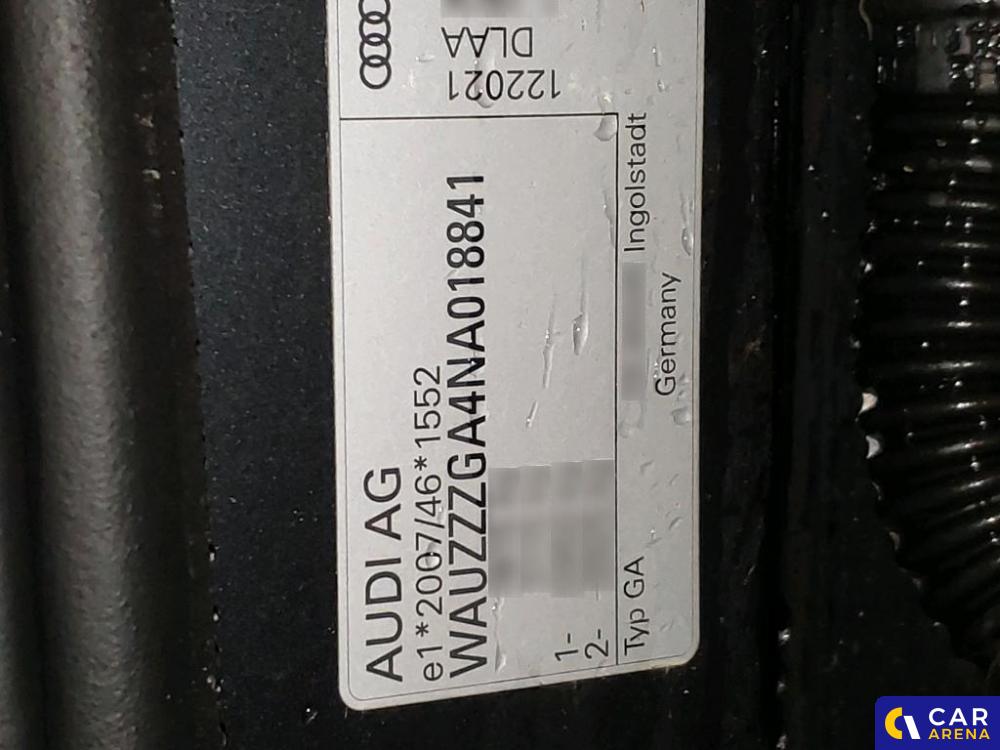 AUDI AG
e1*2007/46*1552
WAUZZZGA4NA018841
1-
2-
Typ GA
Ingolstadt
Germany
122021
DLAA
CAR
ARENA